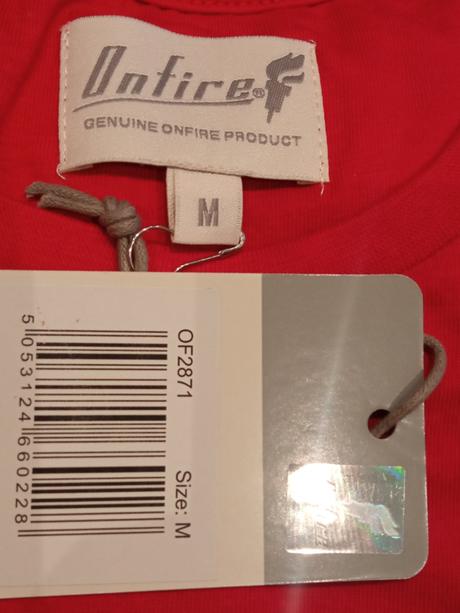 Onfire®
GENUINE ONFIRE PRODUCT
M
OF2871 Size: M
5 053124 660228